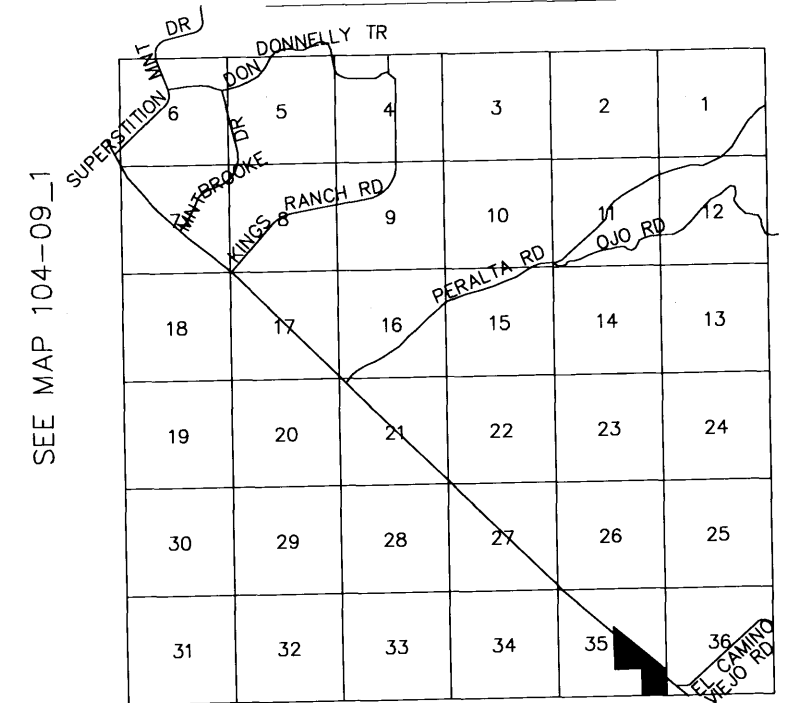 MNT DR
SUPERSTITION
DON DONNELLY TR
6 5 4 3 2 1
DR
MNTBROOKE
KINGS RANCH RD
7 8 9 10 11 12
PERALTA RD
OJO RD
SEE MAP 104-09_1
18 17 16 15 14 13
19 20 21 22 23 24
30 29 28 27 26 25
31 32 33 34 35 36
EL CAMINO
VIEJO RD